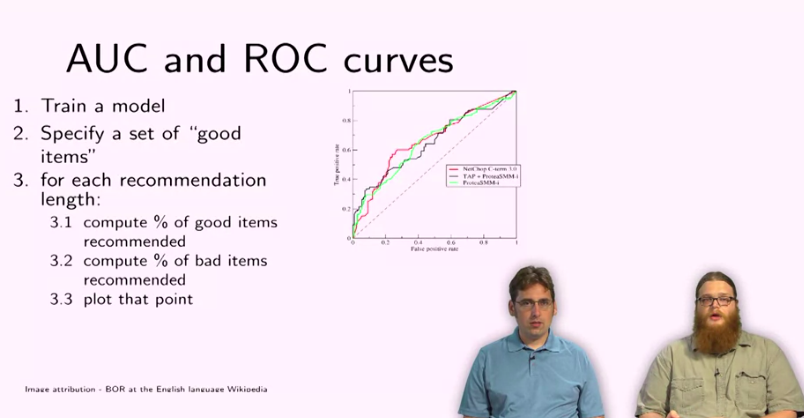 AUC and ROC curves
1. Train a model
2. Specify a set of “good
items”
3. for each recommendation
length:
3.1 compute % of good items
recommended
3.2 compute % of bad items
recommended
3.3 plot that point
True positive rate
1
0.8
0.6
0.4
0.2
0
NetChop C-term 3.0
TAP + ProteaSMM-i
ProteaSMM-i
0 0.2 0.4 0.6 0.8 1
False positive rate
Image attribution - BOR at the English language Wikipedia